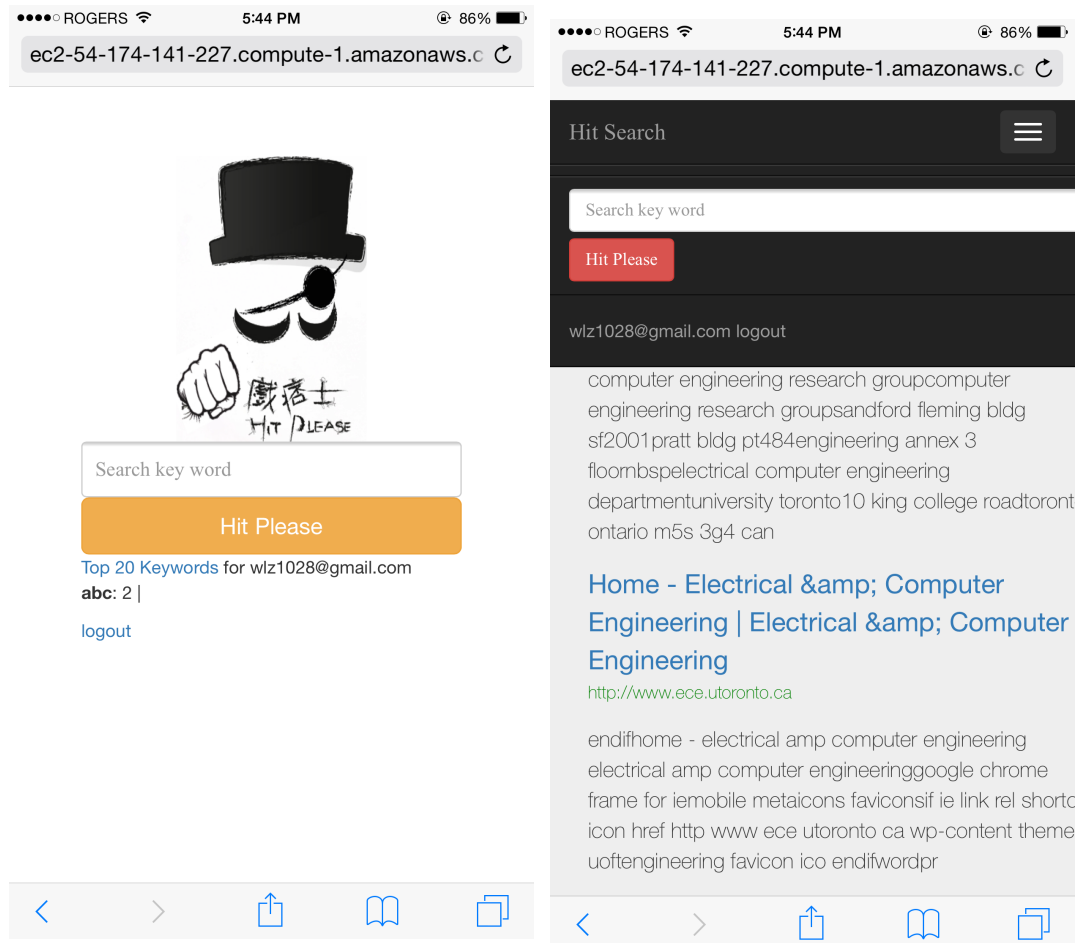 ROGERS 5:44 PM 86%
ec2-54-174-141-227.compute-1.amazonaws.c
戲痞士
HIT PLEASE
Search key word
Hit Please
Top 20 Keywords for wlz1028@gmail.com
abc: 2 |
logout
ROGERS 5:44 PM 86%
ec2-54-174-141-227.compute-1.amazonaws.c
Hit Search
Search key word
Hit Please
wlz1028@gmail.com logout
computer engineering research groupcomputer
engineering research groupsandford fleming bldg
sf2001pratt bldg pt484engineering annex 3
floornbspelectrical computer engineering
departmentuniversity toronto10 king college roadtoront
ontario m5s 3g4 can
Home - Electrical &amp; Computer
Engineering | Electrical &amp; Computer
Engineering
http://www.ece.utoronto.ca
endifhome - electrical amp computer engineering
electrical amp computer engineeringgoogle chrome
frame for iemobile metaicons faviconsif ie link rel shortc
icon href http www ece utoronto ca wp-content theme
uoftengineering favicon ico endifwordpr